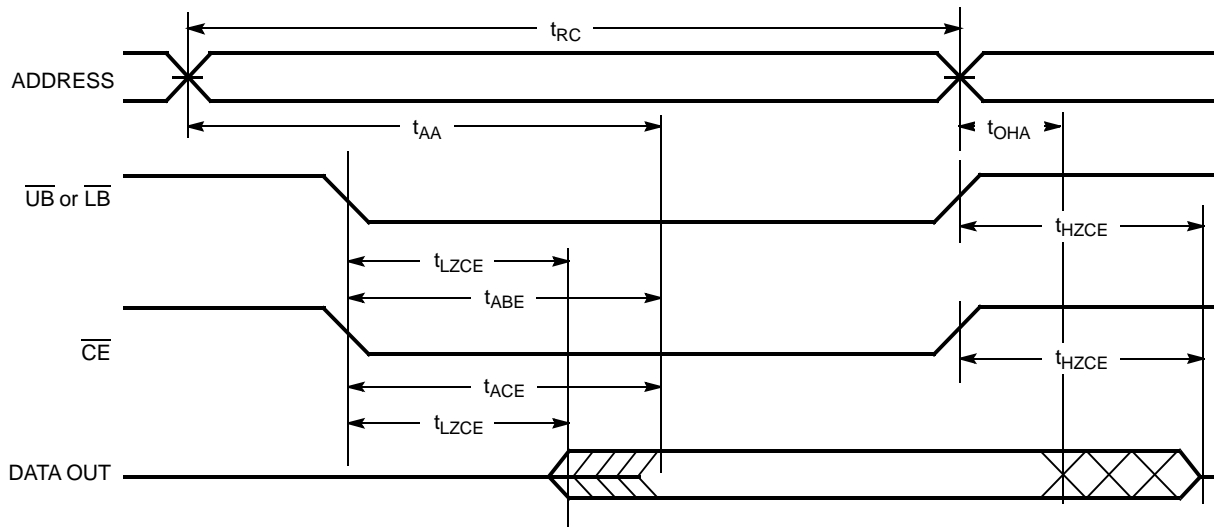 tRC
ADDRESS
tAA
tOHA
UB or LB
tHZCE
tLZCE
tABE
CE
tHZCE
tACE
tLZCE
DATA OUT